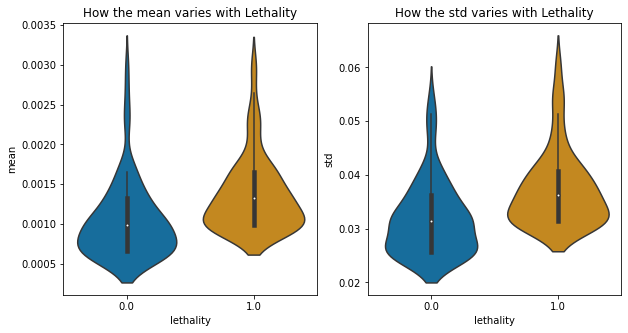 How the mean varies with Lethality
0.0035
0.0030
0.0025
0.0020
0.0015
0.0010
0.0005
mean
0.0
1.0
lethality
How the std varies with Lethality
0.06
0.05
0.04
0.03
0.02
std
0.0
1.0
lethality